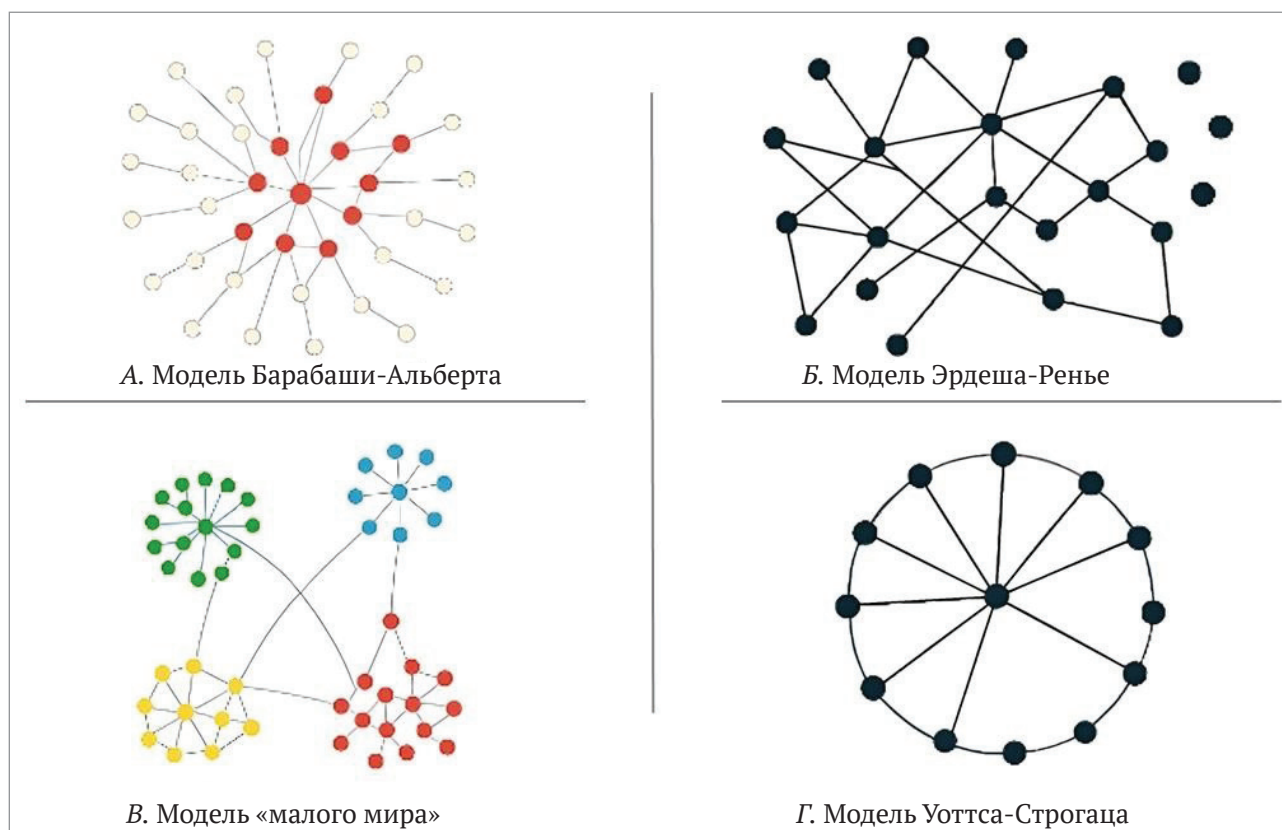 А. Модель Барабаши-Альберта
Б. Модель Эрдеша-Ренье
В. Модель «малого мира»
Г. Модель Уоттса-Строгаца